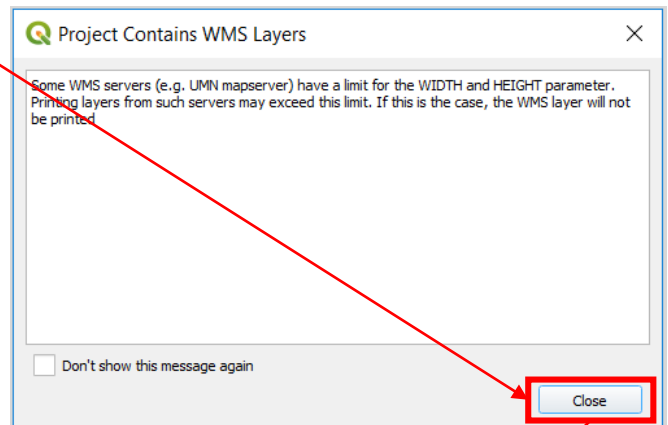 Project Contains WMS Layers
Some WMS servers (e.g. UMN mapserver) have a limit for the WIDTH and HEIGHT parameter.
Printing layers from such servers may exceed this limit. If this is the case, the WMS layer will not
be printed
Don't show this message again
Close